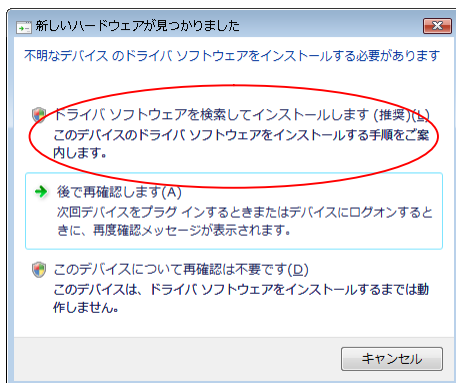 新しいハードウェアが見つかりました
不明なデバイス のドライバ ソフトウェアをインストールする必要があります
ドライバ ソフトウェアを検索してインストールします (推奨)(L)
このデバイスのドライバ ソフトウェアをインストールする手順をご案
内します。
後で再確認します(A)
次回デバイスをプラグ インするときまたはデバイスにログオンすると
きに、再度確認メッセージが表示されます。
このデバイスについて再確認は不要です(D)
このデバイスは、ドライバ ソフトウェアをインストールするまでは動
作しません。
キャンセル